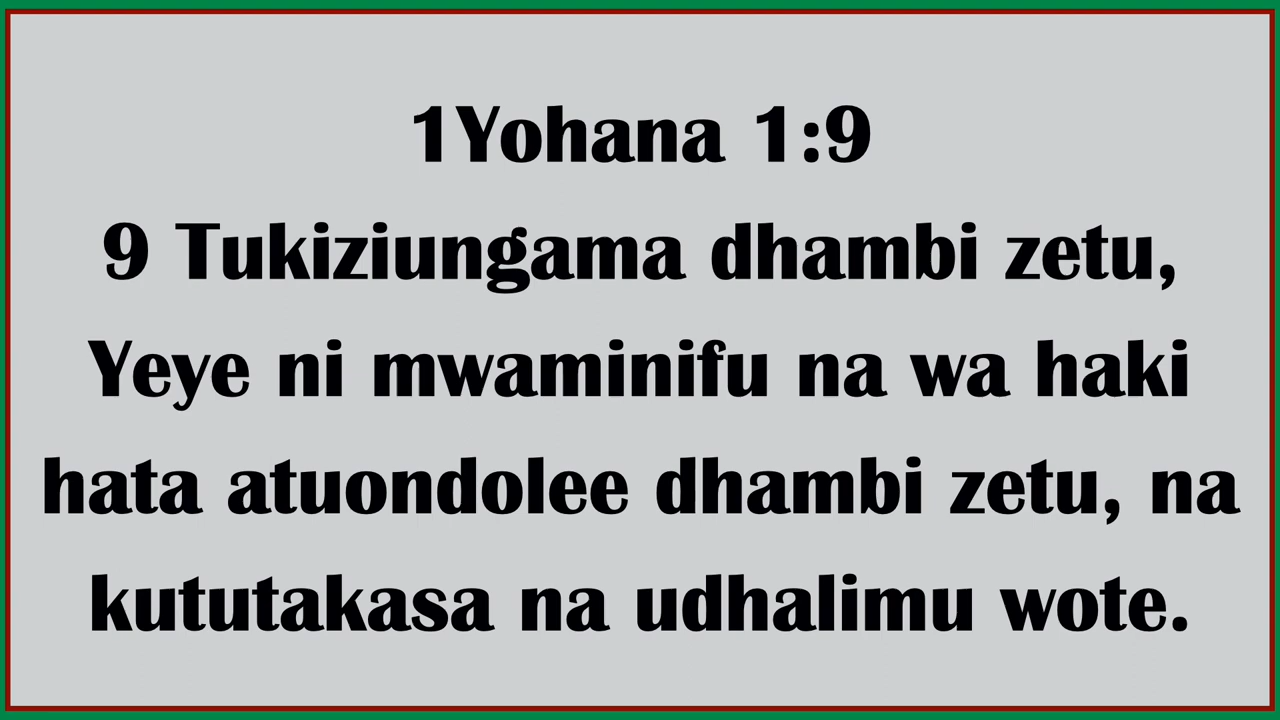 1Yohana 1:9
9 Tukiziungama dhambi zetu,
Yeye ni mwaminifu na wa haki
hata atuondolee dhambi zetu, na
kututakasa na udhalimu wote.